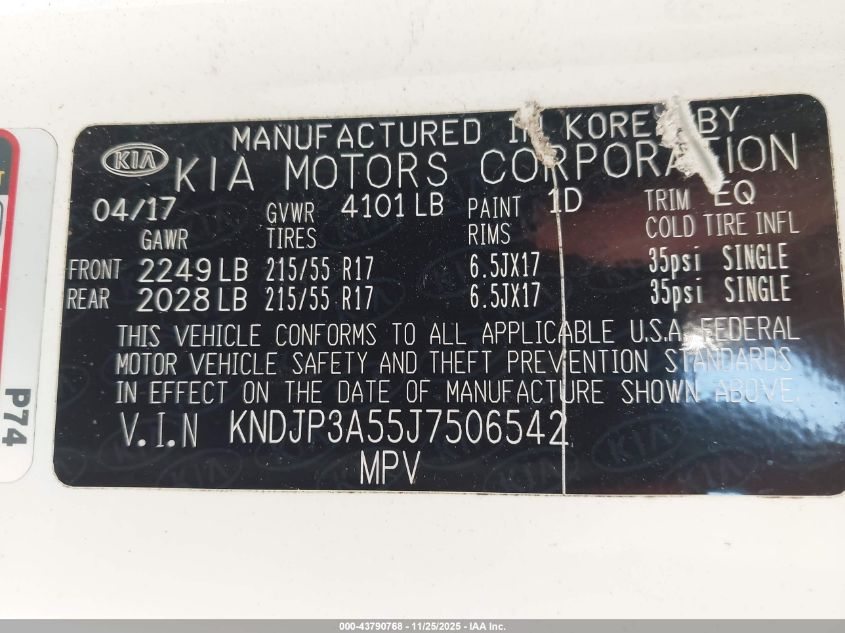 MANUFACTURED IN KOREA BY
KIA KIA MOTORS CORPORATION
04/17 GVWR 4101 LB PAINT 1D TRIM EQ
GAWR TIRES RIMS COLD TIRE INFL
FRONT 2249 LB 215/55 R17 6.5JX17 35psi SINGLE
REAR 2028 LB 215/55 R17 6.5JX17 35psi SINGLE
THIS VEHICLE CONFORMS TO ALL APPLICABLE U.S.A. FEDERAL
MOTOR VEHICLE SAFETY AND THEFT PREVENTION STANDARDS
IN EFFECT ON THE DATE OF MANUFACTURE SHOWN ABOVE.
V.I.N KNDJP3A55J7506542
MPV
P74
000-43790768 - 11/25/2025 - IAA Inc.